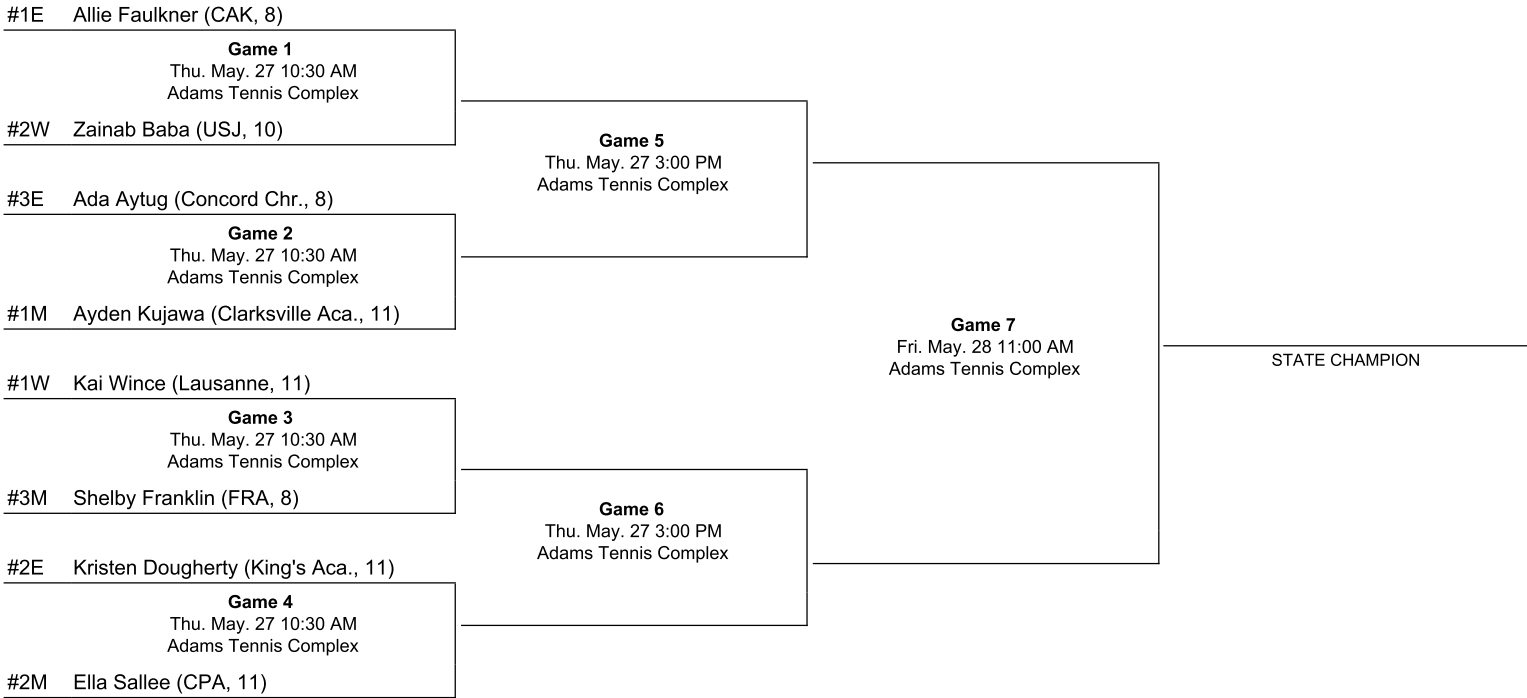 #1E Allie Faulkner (CAK, 8)
Game 1
Thu. May. 27 10:30 AM
Adams Tennis Complex
#2W Zainab Baba (USJ, 10)
Game 5
Thu. May. 27 3:00 PM
Adams Tennis Complex
#3E Ada Aytug (Concord Chr., 8)
Game 2
Thu. May. 27 10:30 AM
Adams Tennis Complex
#1M Ayden Kujawa (Clarksville Aca., 11)
Game 7
Fri. May. 28 11:00 AM
Adams Tennis Complex
STATE CHAMPION
#1W Kai Wince (Lausanne, 11)
Game 3
Thu. May. 27 10:30 AM
Adams Tennis Complex
#3M Shelby Franklin (FRA, 8)
Game 6
Thu. May. 27 3:00 PM
Adams Tennis Complex
#2E Kristen Dougherty (King's Aca., 11)
Game 4
Thu. May. 27 10:30 AM
Adams Tennis Complex
#2M Ella Sallee (CPA, 11)